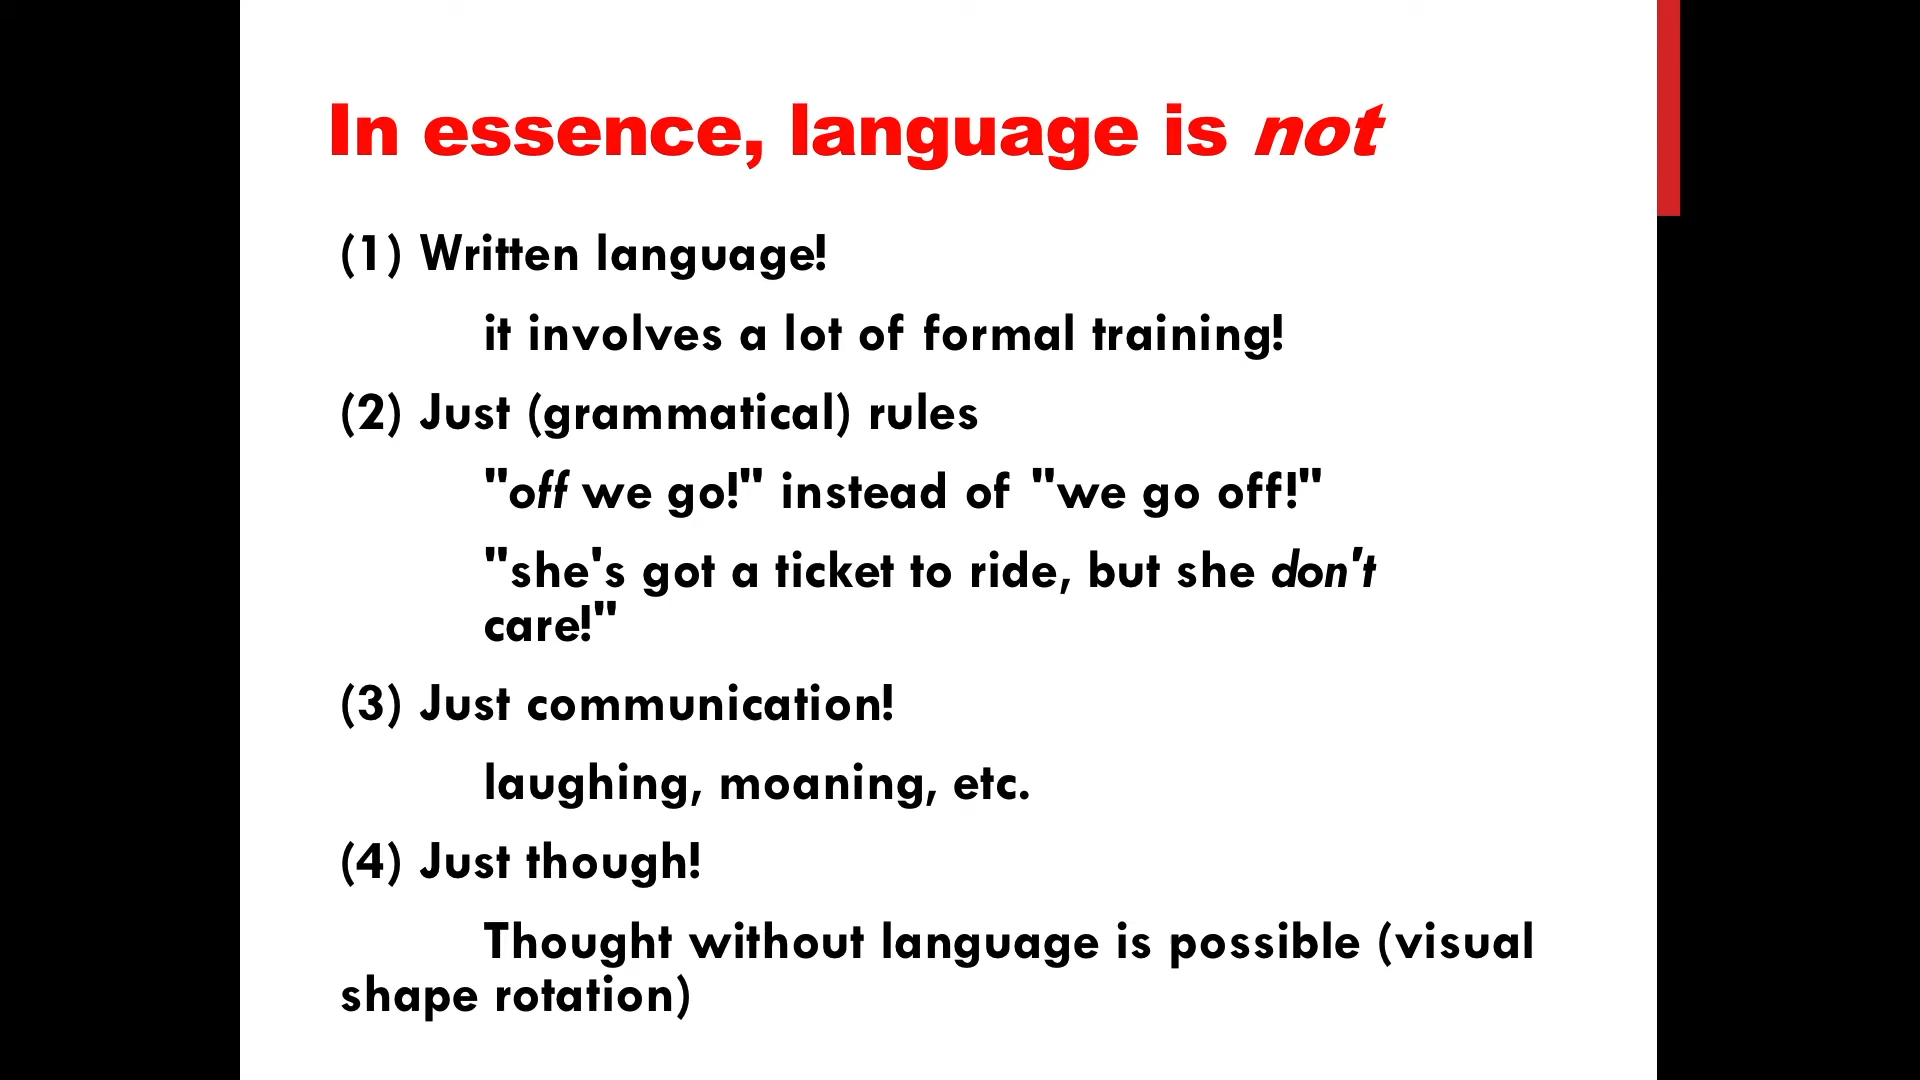 In essence, language is not
(1) Written language!
it involves a lot of formal training!
(2) Just (grammatical) rules
"off we go!" instead of "we go off!"
"she's got a ticket to ride, but she don't
care!"
(3) Just communication!
laughing, moaning, etc.
(4) Just though!
Thought without language is possible (visual
shape rotation)